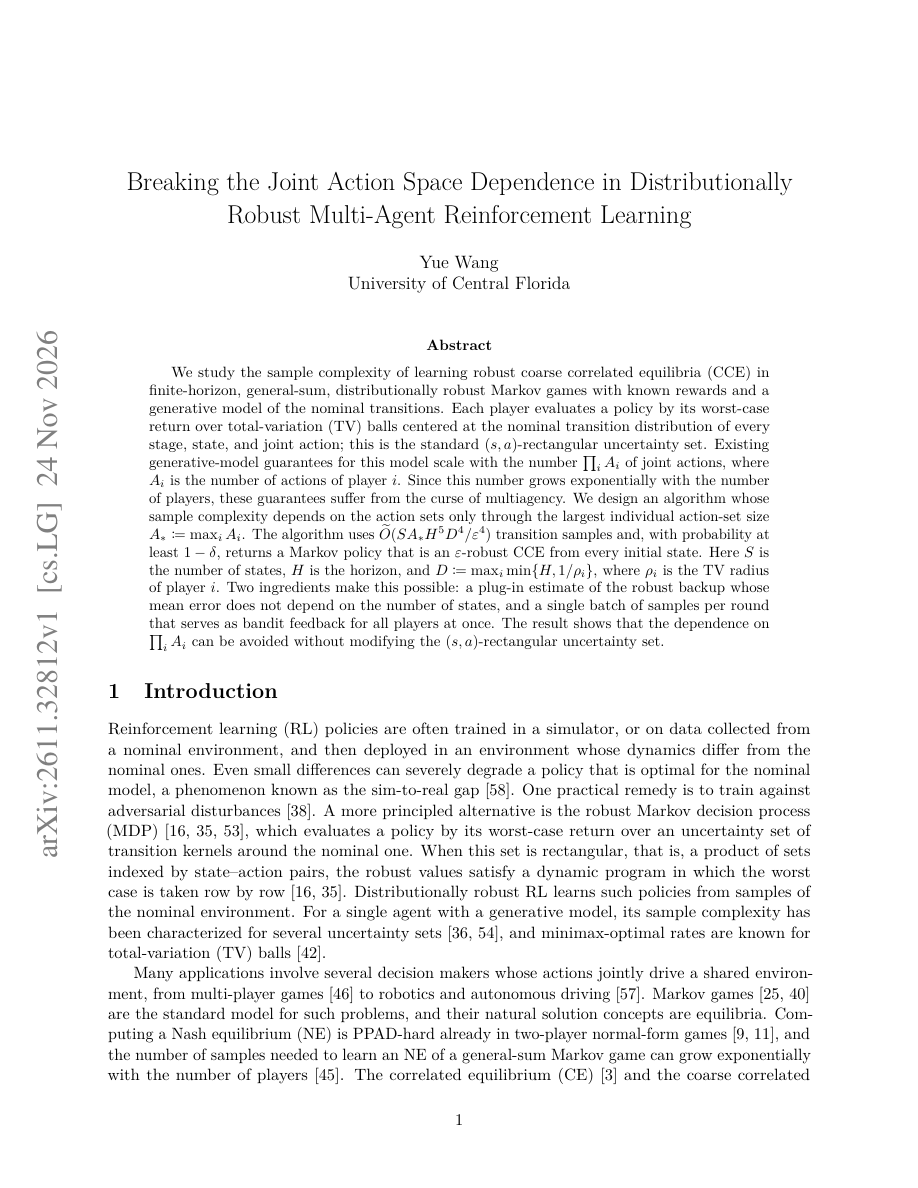 Breaking the Joint Action Space Dependence in Distributionally
Robust Multi-Agent Reinforcement Learning
Yue Wang
University of Central Florida
arXiv:2611.32812v1 [cs.LG] 24 Nov 2026
Abstract
We study the sample complexity of learning robust coarse correlated equilibria (CCE) in
finite-horizon, general-sum, distributionally robust Markov games with known rewards and a
generative model of the nominal transitions. Each player evaluates a policy by its worst-case
return over total-variation (TV) balls centered at the nominal transition distribution of every
stage, state, and joint action; this is the standard (s, a)-rectangular uncertainty set. Existing
generative-model guarantees for this model scale with the number ∏ᵢ Aᵢ of joint actions, where
Aᵢ is the number of actions of player i. Since this number grows exponentially with the number
of players, these guarantees suffer from the curse of multiagency. We design an algorithm whose
sample complexity depends on the action sets only through the largest individual action-set size
A∗ ≔ maxᵢ Aᵢ. The algorithm uses Õ(SA∗H⁵D⁴/ε⁴) transition samples and, with probability at
least 1 − δ, returns a Markov policy that is an ε-robust CCE from every initial state. Here S is
the number of states, H is the horizon, and D ≔ maxᵢ min{H, 1/ρᵢ}, where ρᵢ is the TV radius
of player i. Two ingredients make this possible: a plug-in estimate of the robust backup whose
mean error does not depend on the number of states, and a single batch of samples per round
that serves as bandit feedback for all players at once. The result shows that the dependence on
∏ᵢ Aᵢ can be avoided without modifying the (s, a)-rectangular uncertainty set.
1 Introduction
Reinforcement learning (RL) policies are often trained in a simulator, or on data collected from
a nominal environment, and then deployed in an environment whose dynamics differ from the
nominal ones. Even small differences can severely degrade a policy that is optimal for the nominal
model, a phenomenon known as the sim-to-real gap [58]. One practical remedy is to train against
adversarial disturbances [38]. A more principled alternative is the robust Markov decision process
(MDP) [16, 35, 53], which evaluates a policy by its worst-case return over an uncertainty set of
transition kernels around the nominal one. When this set is rectangular, that is, a product of sets
indexed by state–action pairs, the robust values satisfy a dynamic program in which the worst
case is taken row by row [16, 35]. Distributionally robust RL learns such policies from samples of
the nominal environment. For a single agent with a generative model, its sample complexity has
been characterized for several uncertainty sets [36, 54], and minimax-optimal rates are known for
total-variation (TV) balls [42].
Many applications involve several decision makers whose actions jointly drive a shared environ-
ment, from multi-player games [46] to robotics and autonomous driving [57]. Markov games [25, 40]
are the standard model for such problems, and their natural solution concepts are equilibria. Com-
puting a Nash equilibrium (NE) is PPAD-hard already in two-player normal-form games [9, 11], and
the number of samples needed to learn an NE of a general-sum Markov game can grow exponentially
with the number of players [45]. The correlated equilibrium (CE) [3] and the coarse correlated
1